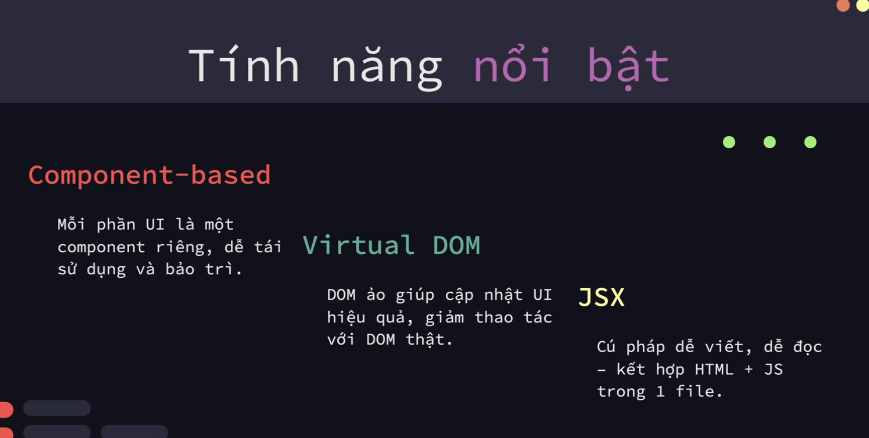 Tính năng nổi bật
Component-based
Mỗi phần UI là một
component riêng, dễ tái
sử dụng và bảo trì.
Virtual DOM
DOM ảo giúp cập nhật UI
hiệu quả, giảm thao tác
với DOM thật.
JSX
Cú pháp dễ viết, dễ đọc
– kết hợp HTML + JS
trong 1 file.